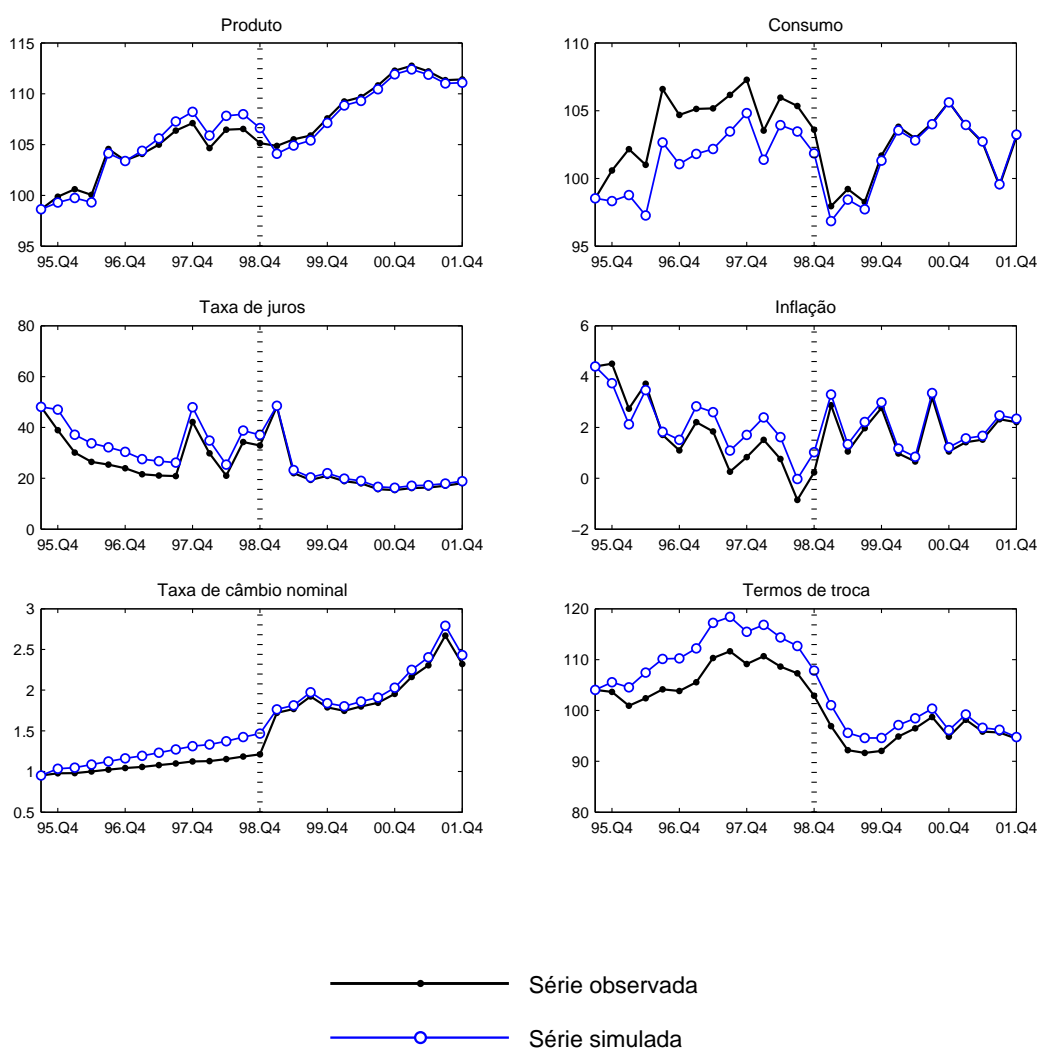 Produto
115
110
105
100
95
95.Q4 96.Q4 97.Q4 98.Q4 99.Q4 00.Q4 01.Q4
Consumo
110
105
100
95
95.Q4 96.Q4 97.Q4 98.Q4 99.Q4 00.Q4 01.Q4
Taxa de juros
80
60
40
20
0
95.Q4 96.Q4 97.Q4 98.Q4 99.Q4 00.Q4 01.Q4
Inflação
6
4
2
0
−2
95.Q4 96.Q4 97.Q4 98.Q4 99.Q4 00.Q4 01.Q4
Taxa de câmbio nominal
3
2.5
2
1.5
1
0.5
95.Q4 96.Q4 97.Q4 98.Q4 99.Q4 00.Q4 01.Q4
Termos de troca
120
110
100
90
80
95.Q4 96.Q4 97.Q4 98.Q4 99.Q4 00.Q4 01.Q4
Série observada
Série simulada